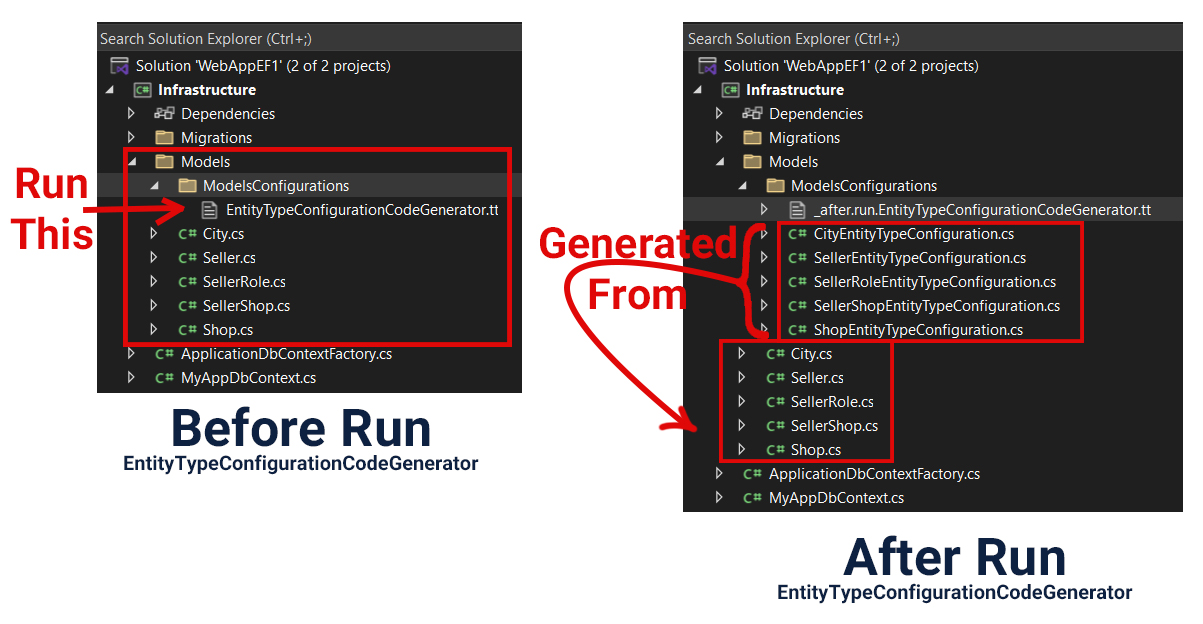 Search Solution Explorer (Ctrl+;)
Solution 'WebAppEF1' (2 of 2 projects)
C# Infrastructure
Dependencies
Migrations
Models
ModelsConfigurations
EntityTypeConfigurationCodeGenerator.tt
C# City.cs
C# Seller.cs
C# SellerRole.cs
C# SellerShop.cs
C# Shop.cs
C# ApplicationDbContextFactory.cs
C# MyAppDbContext.cs
Run
This
Before Run
EntityTypeConfigurationCodeGenerator
Search Solution Explorer (Ctrl+;)
Solution 'WebAppEF1' (2 of 2 projects)
C# Infrastructure
Dependencies
Migrations
Models
ModelsConfigurations
_after.run.EntityTypeConfigurationCodeGenerator.tt
C# CityEntityTypeConfiguration.cs
C# SellerEntityTypeConfiguration.cs
C# SellerRoleEntityTypeConfiguration.cs
C# SellerShopEntityTypeConfiguration.cs
C# ShopEntityTypeConfiguration.cs
C# City.cs
C# Seller.cs
C# SellerRole.cs
C# SellerShop.cs
C# Shop.cs
C# ApplicationDbContextFactory.cs
C# MyAppDbContext.cs
Generated
From
After Run
EntityTypeConfigurationCodeGenerator